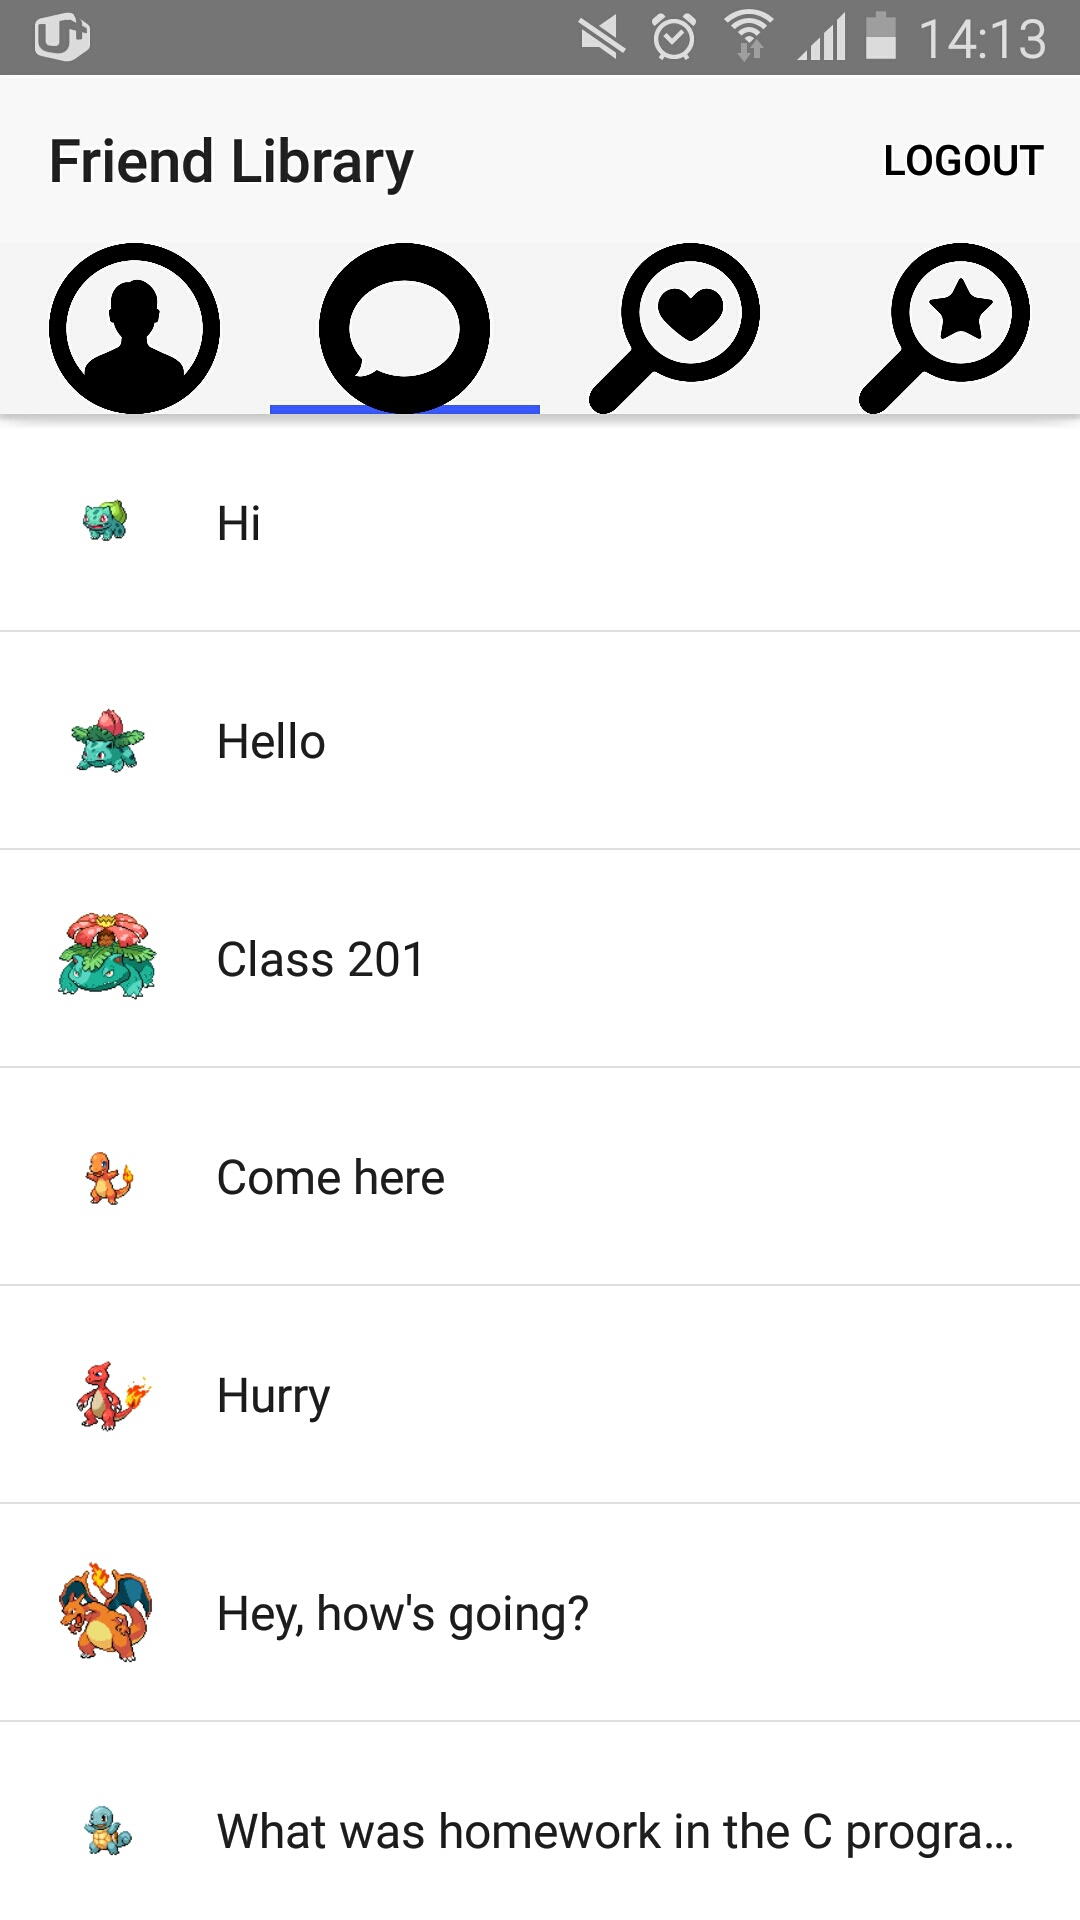 U+ 14:13
Friend Library LOGOUT
Hi
Hello
Class 201
Come here
Hurry
Hey, how's going?
What was homework in the C progra...